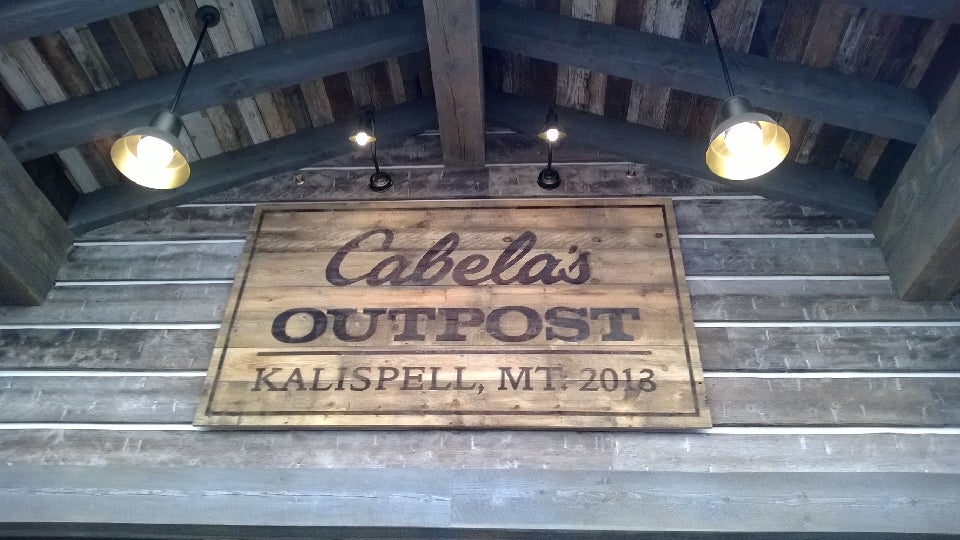 Cabela's
OUTPOST
KALISPELL, MT. 2013